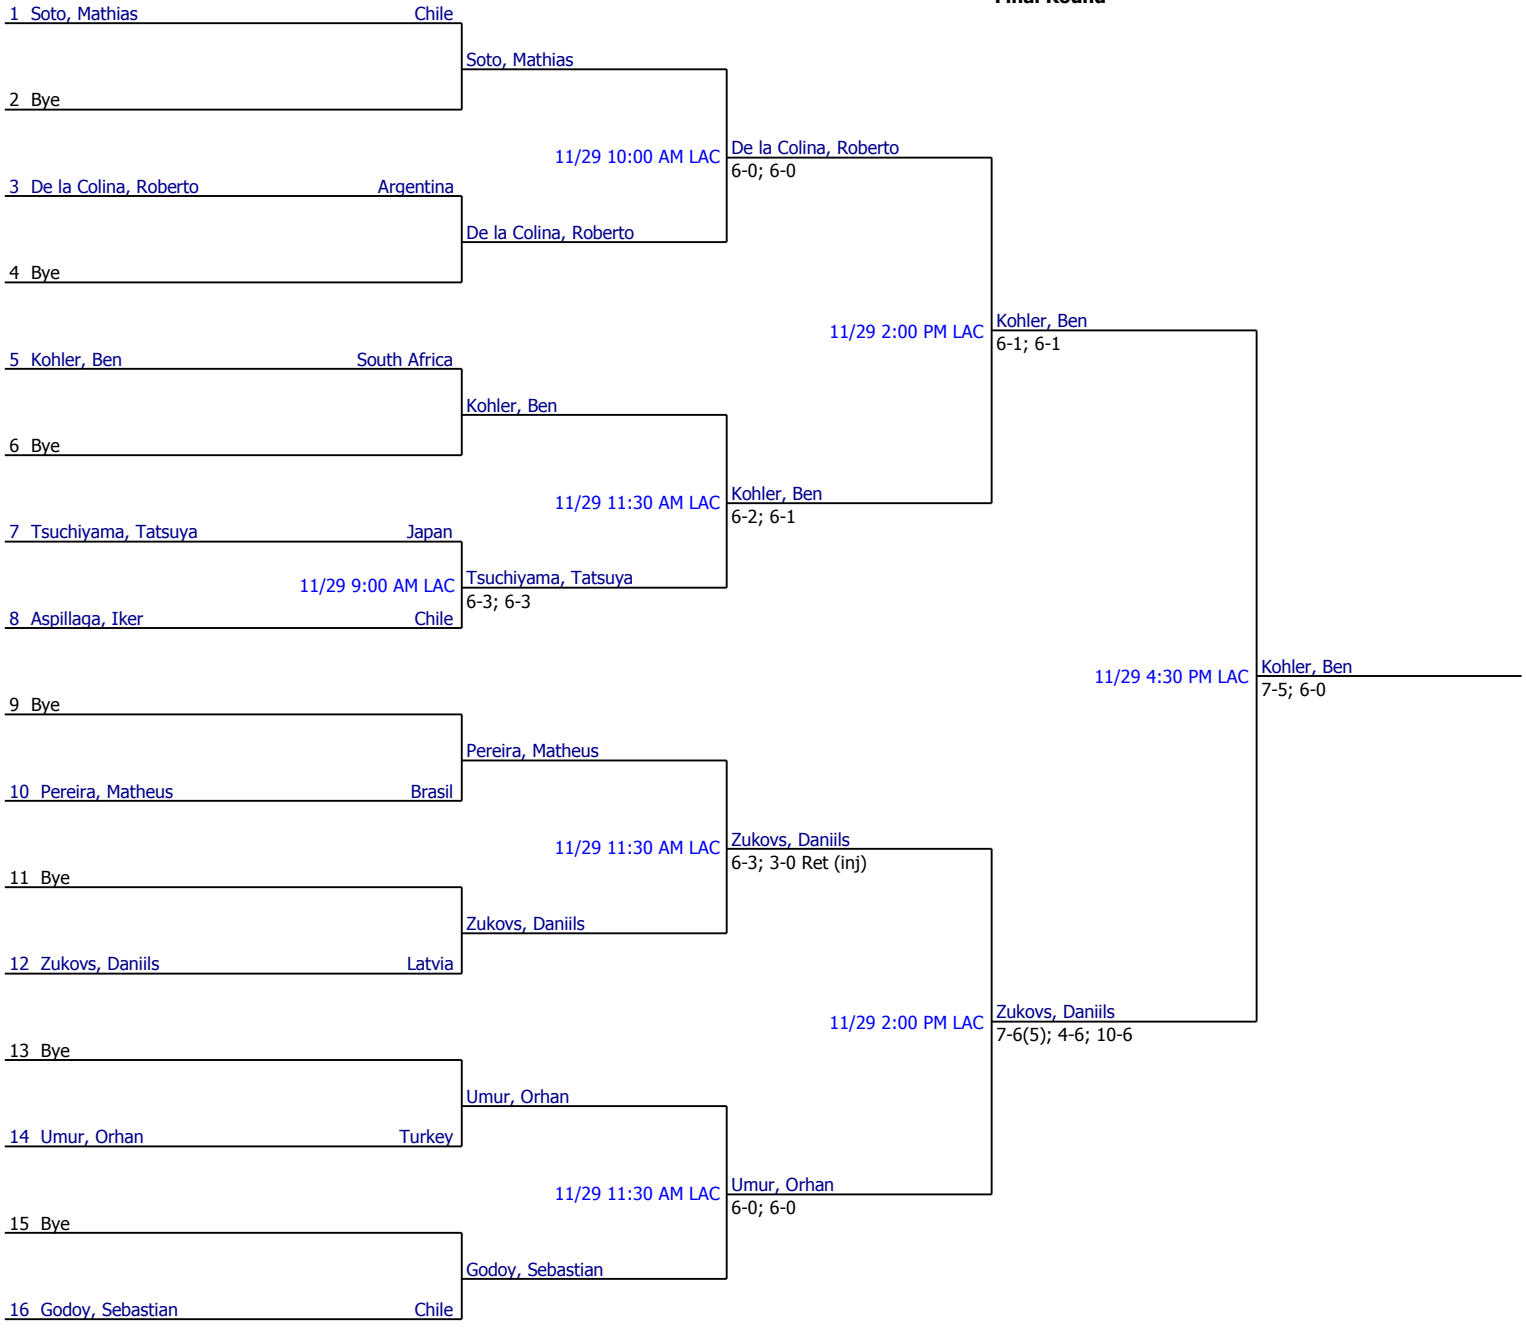 Final Round
1 Soto, Mathias Chile
Soto, Mathias
2 Bye
11/29 10:00 AM LAC De la Colina, Roberto
6-0; 6-0
3 De la Colina, Roberto Argentina
De la Colina, Roberto
4 Bye
11/29 2:00 PM LAC Kohler, Ben
6-1; 6-1
5 Kohler, Ben South Africa
Kohler, Ben
6 Bye
11/29 11:30 AM LAC Kohler, Ben
6-2; 6-1
7 Tsuchiyama, Tatsuya Japan
11/29 9:00 AM LAC Tsuchiyama, Tatsuya
6-3; 6-3
8 Aspillaga, Iker Chile
11/29 4:30 PM LAC Kohler, Ben
7-5; 6-0
9 Bye
Pereira, Matheus
10 Pereira, Matheus Brasil
11/29 11:30 AM LAC Zukovs, Daniils
6-3; 3-0 Ret (inj)
11 Bye
Zukovs, Daniils
12 Zukovs, Daniils Latvia
11/29 2:00 PM LAC Zukovs, Daniils
7-6(5); 4-6; 10-6
13 Bye
Umur, Orhan
14 Umur, Orhan Turkey
11/29 11:30 AM LAC Umur, Orhan
6-0; 6-0
15 Bye
Godoy, Sebastian
16 Godoy, Sebastian Chile